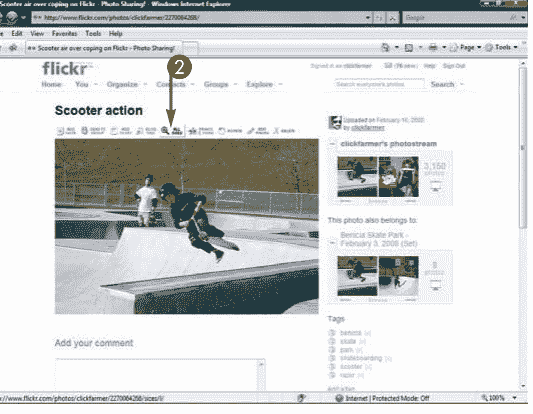 Scooter air over coping on Flickr - Photo Sharing! - Windows Internet Explorer
http://www.flickr.com/photos/clickfarmer/2270064268/
Google
Edit View Favorites Tools Help
Scooter air over coping on Flickr - Photo Sharing!
Page Tools
flickr
Signed in as clickfarmer
Help Sign Out
Home You Organize Contacts Groups Explore
Search everyone's photos
Search
2
Scooter action
ALL SIZES
Uploaded on February 16, 2008
by clickfarmer
clickfarmer's photostream
3,150
This photo also belongs to:
Benicia Skate Park -
February 3, 2008 (Set)
8
Tags
benicia
skate
park
skateboarding
scooter
razor
Add your comment
://www.flickr.com/photos/clickfarmer/2270064268/sizes/l/
Internet | Protected Mode: Off
100%